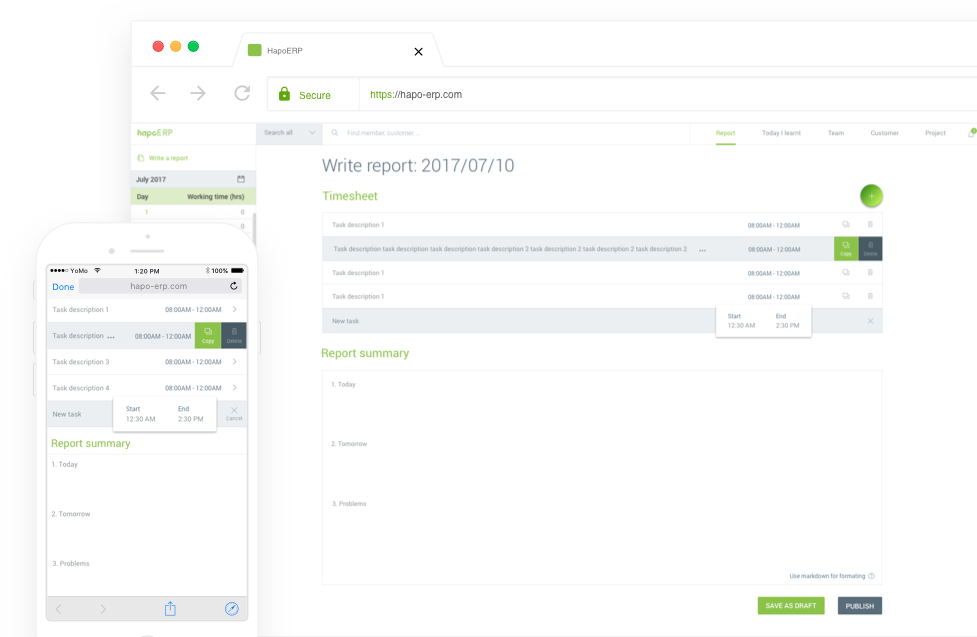 HapoERP
Secure
https://hapo-erp.com
hapoERP
Search all
Find member, customer...
Report
Today I learnt
Team
Customer
Project
1
Write a report
July 2017
Day
Working time (hrs)
1
0
0
Write report: 2017/07/10
Timesheet
+
Task description 1
08:00AM - 12:00AM
Task description task description task description task description 2 task description 2 task description 2 task description 2 ...
08:00AM - 12:00AM
Copy
Delete
Task description 1
08:00AM - 12:00AM
Task description 1
08:00AM - 12:00AM
New task
Start
End
12:30 AM
2:30 PM
Report summary
1. Today
2. Tomorrow
3. Problems
Use markdown for formating
SAVE AS DRAFT
PUBLISH
YoMo
1:20 PM
100%
Done
hapo-erp.com
Task description 1
08:00AM - 12:00AM
Task description ...
08:00AM - 12:00AM
Copy
Delete
Task description 3
08:00AM - 12:00AM
Task description 4
08:00AM - 12:00AM
New task
Start
End
12:30 AM
2:30 PM
Cancel
Report summary
1. Today
2. Tomorrow
3. Problems